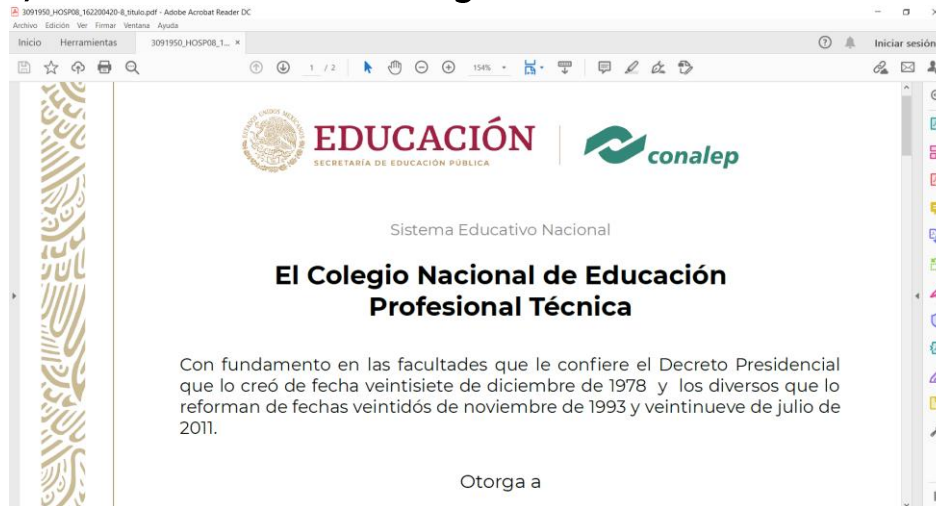 3091950_HOSP08_162200420-8_titulo.pdf - Adobe Acrobat Reader DC
Archivo Edición Ver Firmar Ventana Ayuda
Inicio Herramientas 3091950_HOSP08_1... × Iniciar sesión
1 / 2 154%
EDUCACIÓN
SECRETARÍA DE EDUCACIÓN PÚBLICA
conalep
ESTADOS UNIDOS MEXICANOS
Sistema Educativo Nacional
El Colegio Nacional de Educación
Profesional Técnica
Con fundamento en las facultades que le confiere el Decreto Presidencial
que lo creó de fecha veintisiete de diciembre de 1978 y los diversos que lo
reforman de fechas veintidós de noviembre de 1993 y veintinueve de julio de
2011.
Otorga a